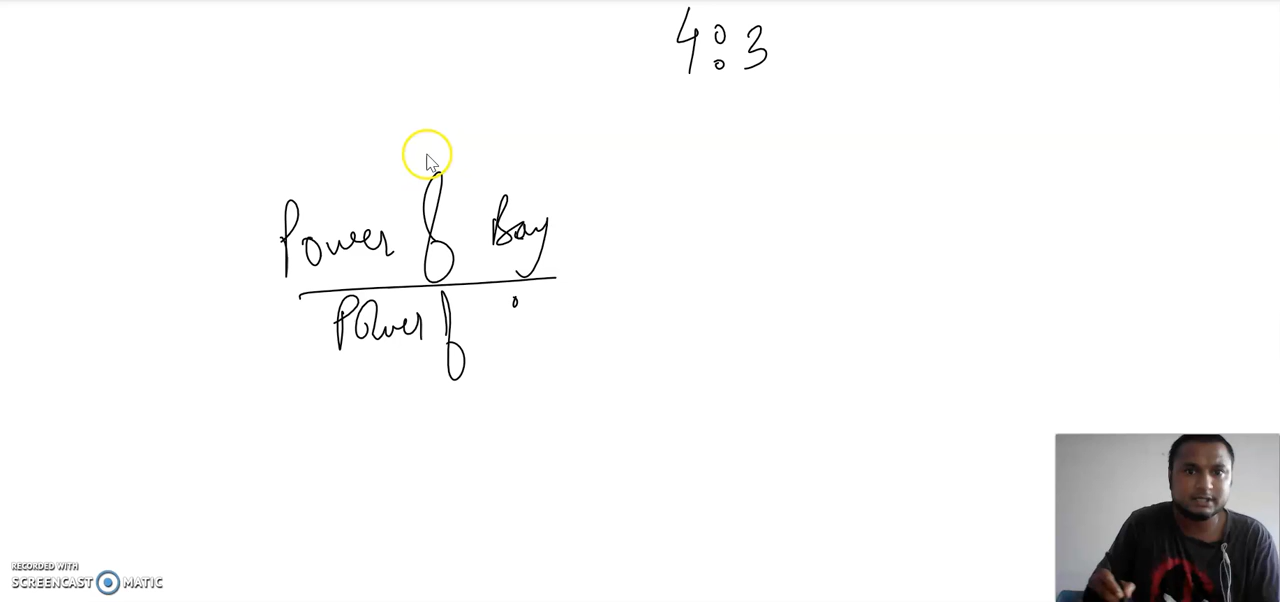 4:3
Power of Boy
Power of
RECORDED WITH
SCREENCAST MATIC